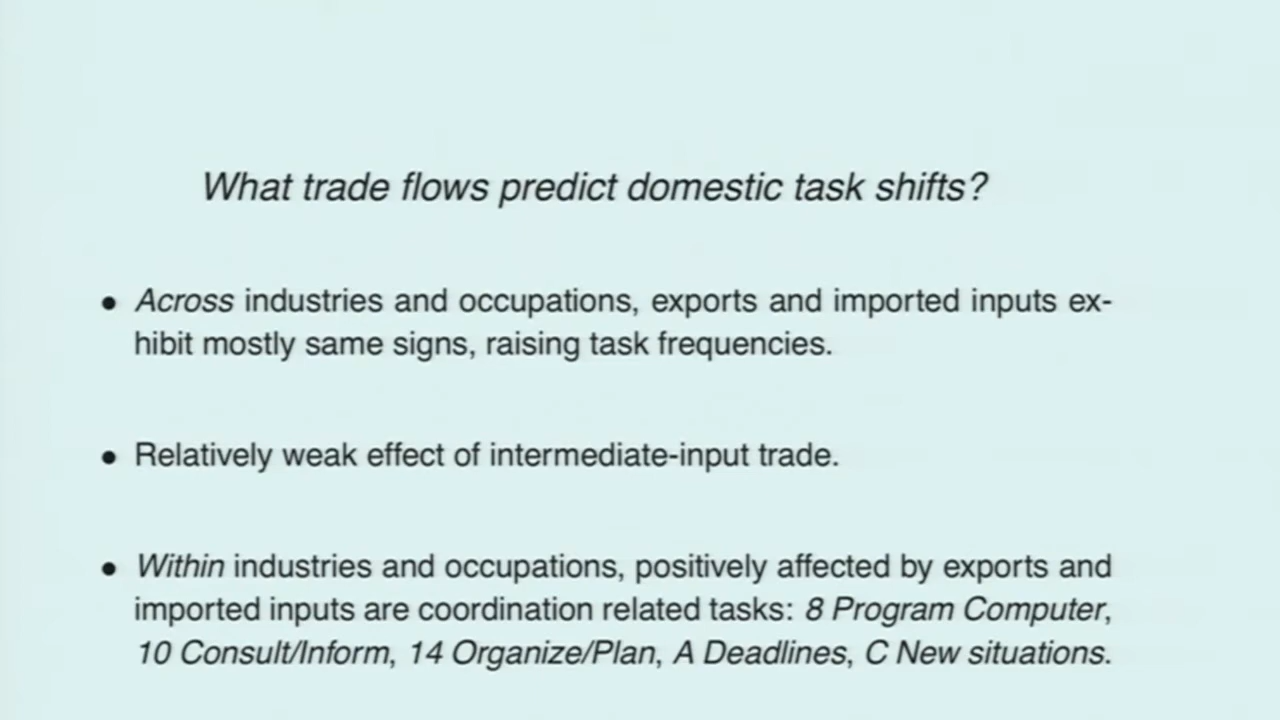 What trade flows predict domestic task shifts?
• Across industries and occupations, exports and imported inputs ex-
hibit mostly same signs, raising task frequencies.
• Relatively weak effect of intermediate-input trade.
• Within industries and occupations, positively affected by exports and
imported inputs are coordination related tasks: 8 Program Computer,
10 Consult/Inform, 14 Organize/Plan, A Deadlines, C New situations.